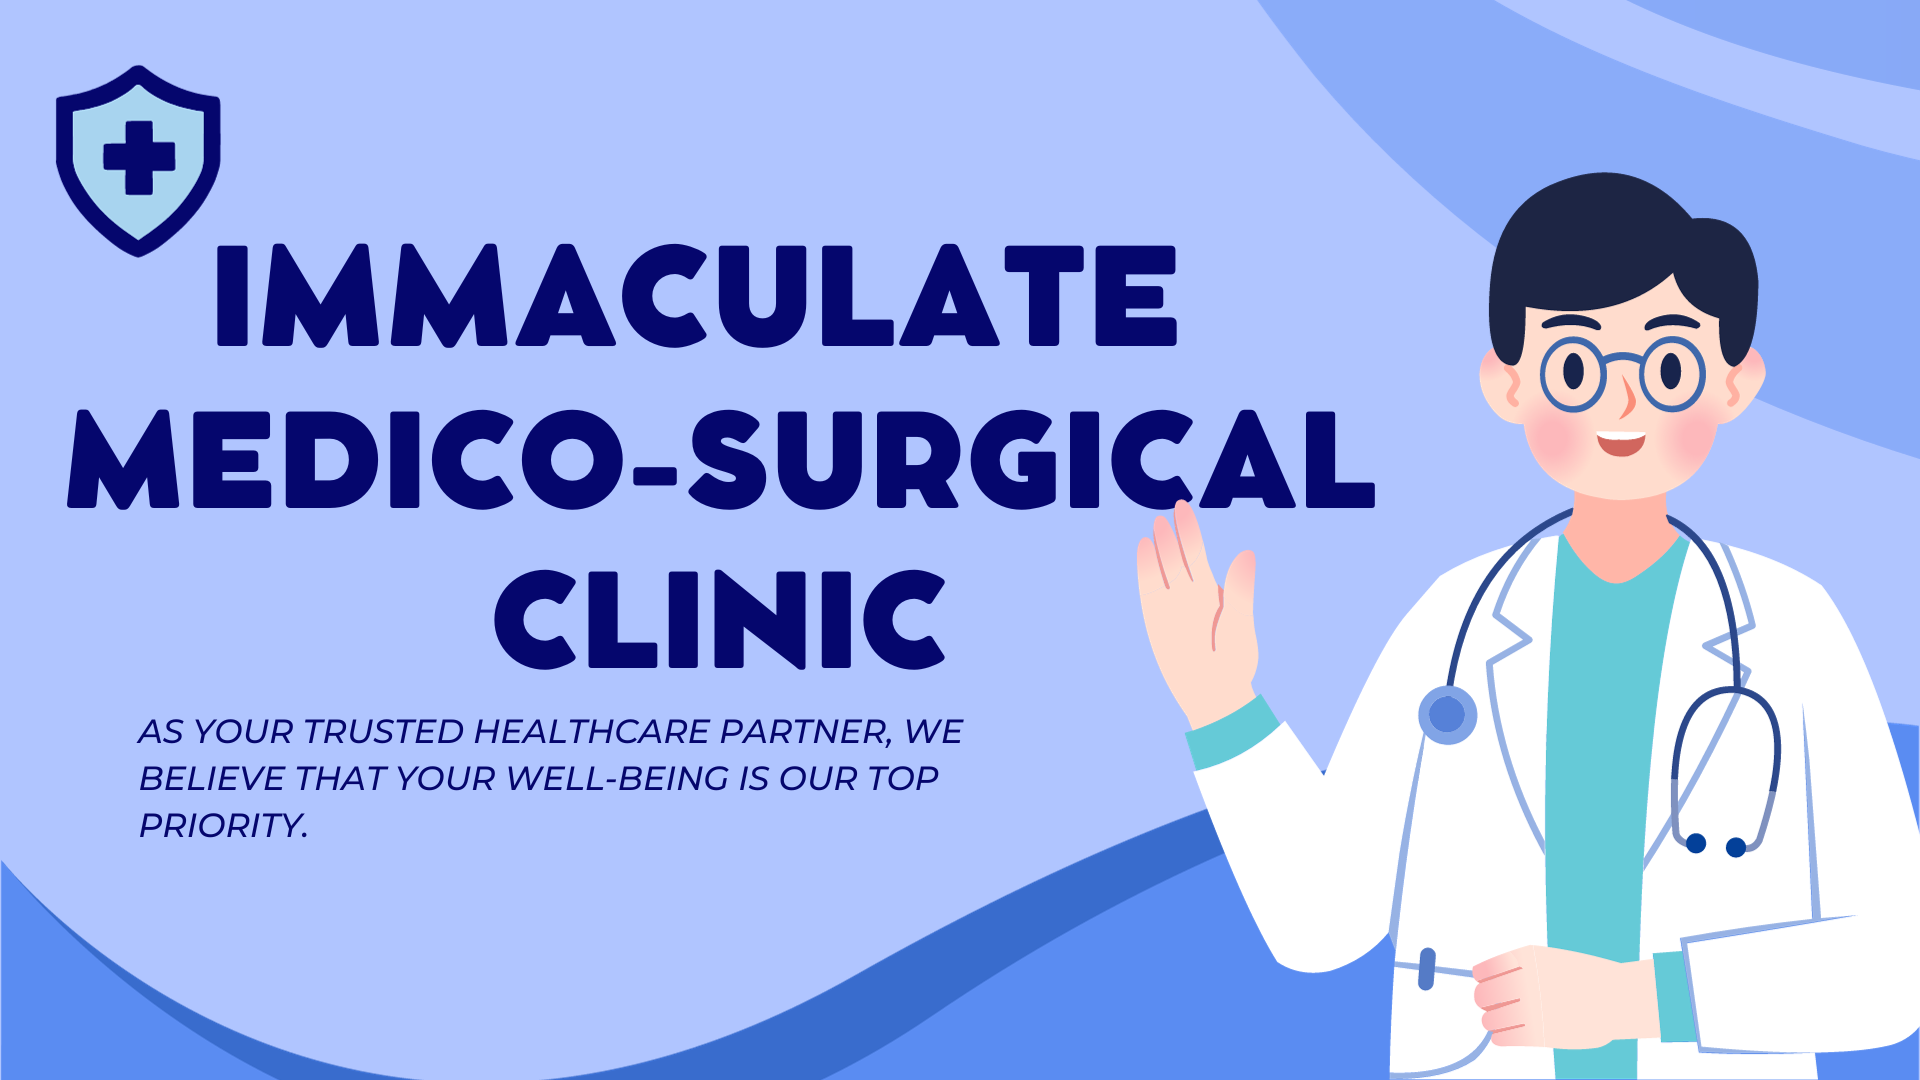 IMMACULATE
MEDICO-SURGICAL
CLINIC
AS YOUR TRUSTED HEALTHCARE PARTNER, WE
BELIEVE THAT YOUR WELL-BEING IS OUR TOP
PRIORITY.